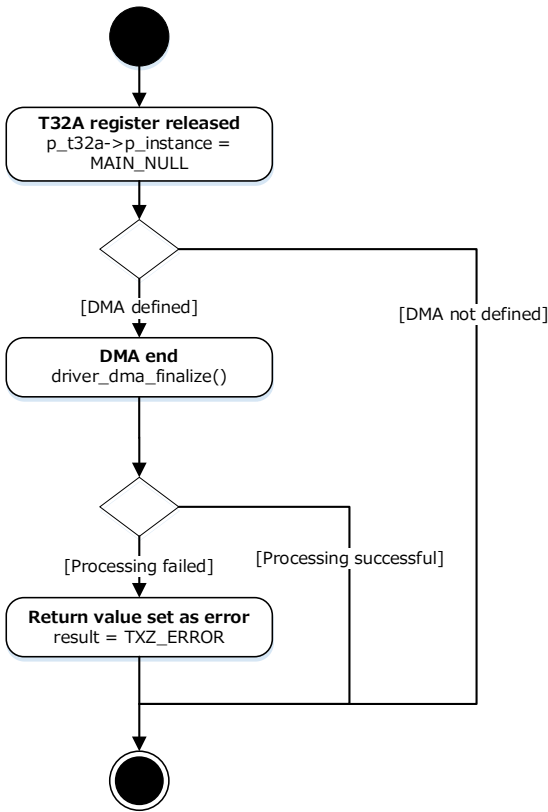 T32A register released
p_t32a->p_instance =
MAIN_NULL
[DMA defined]
[DMA not defined]
DMA end
driver_dma_finalize()
[Processing failed]
[Processing successful]
Return value set as error
result = TXZ_ERROR